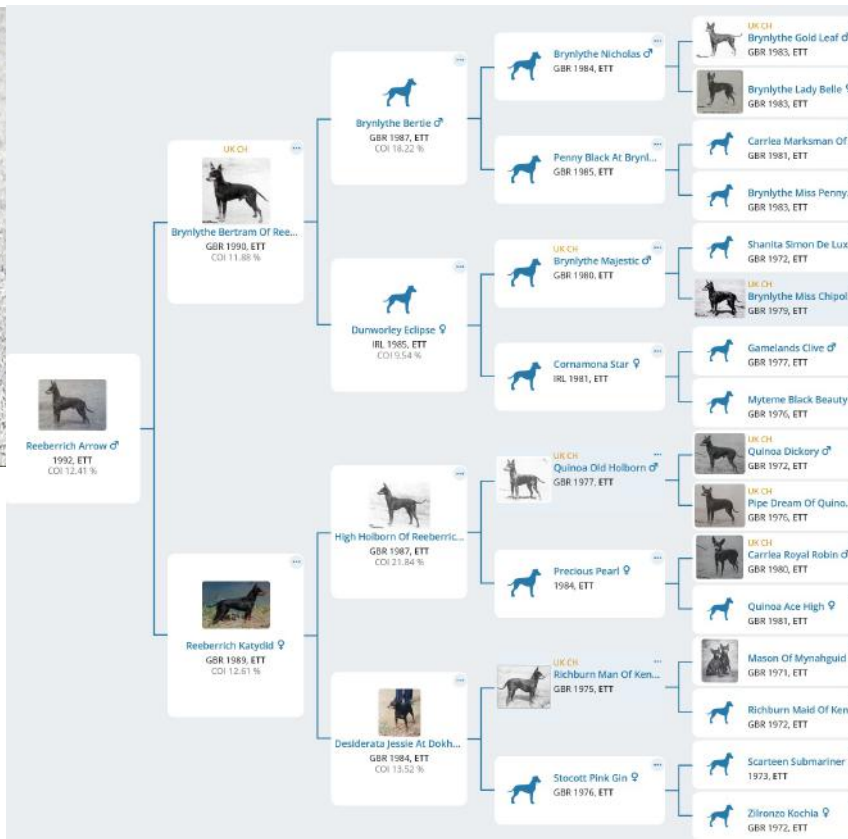 Reeberrich Arrow ♂
1992, ETT
COI 12.41 %
UK CH
Brynlythe Bertram Of Ree...
GBR 1990, ETT
COI 11.88 %
Reeberrich Katydid ♀
GBR 1989, ETT
COI 12.61 %
Brynlythe Bertie ♂
GBR 1987, ETT
COI 18.22 %
Dunworley Eclipse ♀
IRL 1985, ETT
COI 9.54 %
High Holborn Of Reeberric...
GBR 1987, ETT
COI 21.84 %
Desiderata Jessie At Dokh...
GBR 1984, ETT
COI 13.52 %
Brynlythe Nicholas ♂
GBR 1984, ETT
Penny Black At Brynl...
GBR 1985, ETT
UK CH
Brynlythe Majestic ♂
GBR 1980, ETT
Cornamona Star ♀
IRL 1981, ETT
UK CH
Quinoa Old Holborn ♂
GBR 1977, ETT
Precious Pearl ♀
1984, ETT
UK CH
Richburn Man Of Ken...
GBR 1975, ETT
Stocott Pink Gin ♀
GBR 1976, ETT
UK CH
Brynlythe Gold Leaf ♂
GBR 1983, ETT
Brynlythe Lady Belle ♀
GBR 1983, ETT
Carrlea Marksman Of
GBR 1981, ETT
Brynlythe Miss Penny.
GBR 1983, ETT
Shanita Simon De Lux
GBR 1972, ETT
UK CH
Brynlythe Miss Chipol
GBR 1979, ETT
Gamelands Clive ♂
GBR 1977, ETT
Myteme Black Beauty
GBR 1976, ETT
UK CH
Quinoa Dickory ♂
GBR 1972, ETT
UK CH
Pipe Dream Of Quino.
GBR 1976, ETT
UK CH
Carrlea Royal Robin ♂
GBR 1980, ETT
Quinoa Ace High ♀
GBR 1981, ETT
Mason Of Mynahguid
GBR 1971, ETT
Richburn Maid Of Ken
GBR 1972, ETT
Scarteen Submariner
1973, ETT
Zilronzo Kochia ♀
GBR 1972, ETT